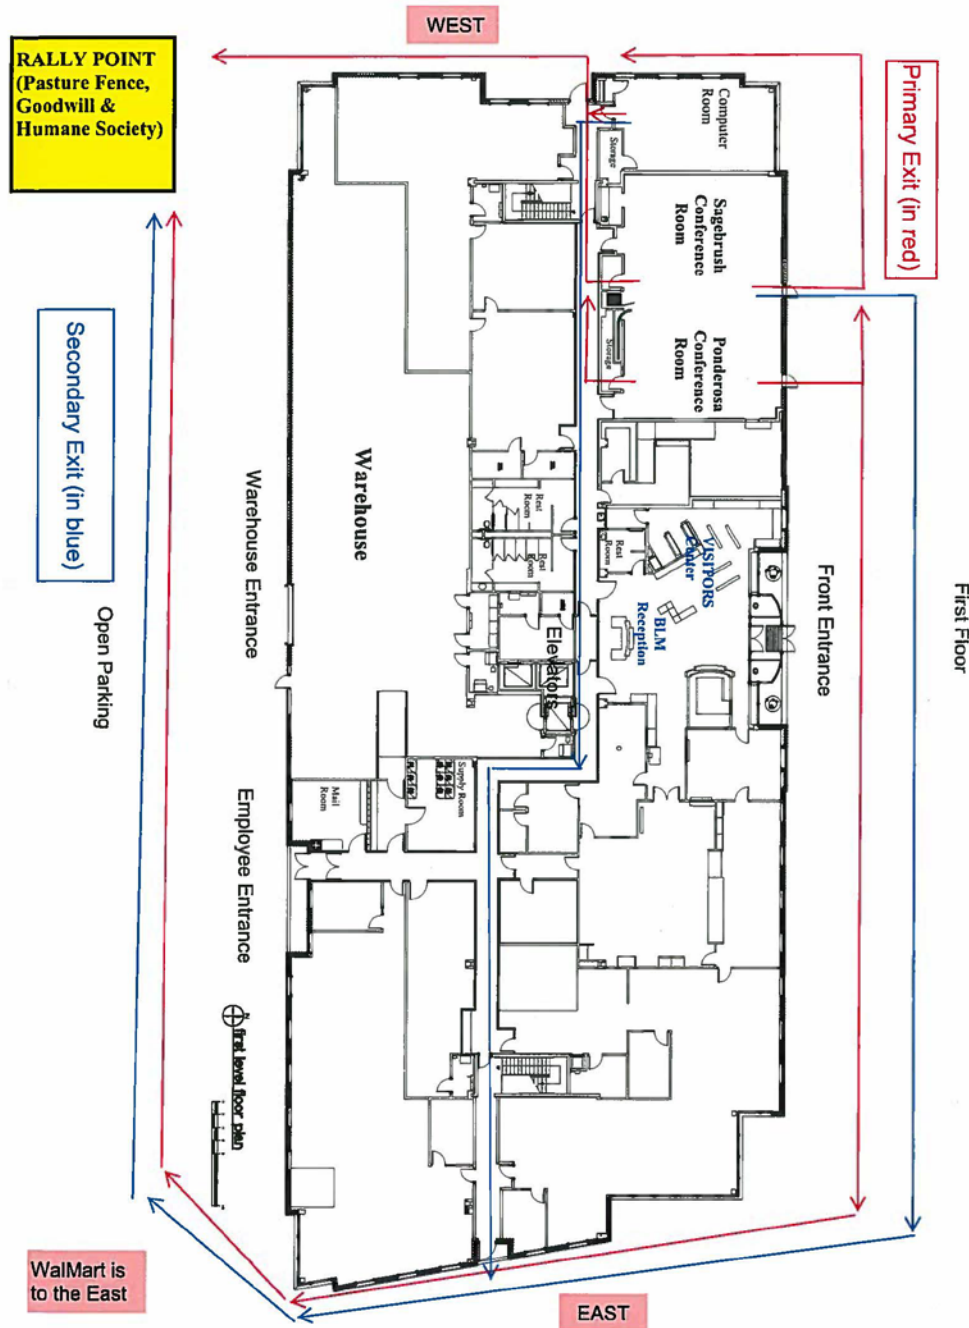 WEST
RALLY POINT
(Pasture Fence,
Goodwill &
Humane Society)
Primary Exit (in red)
Computer
Room
Storage
Sagebrush
Conference
Room
Ponderosa
Conference
Room
Storage
Secondary Exit (in blue)
Warehouse
Warehouse Entrance
Open Parking
Rest
Room
Rest
Room
Rest
Room
VISITORS
Center
BLM
Reception
Front Entrance
First Floor
Elevators
Supply Room
Mail
Room
Employee Entrance
N
first level floor plan
WalMart is
to the East
EAST